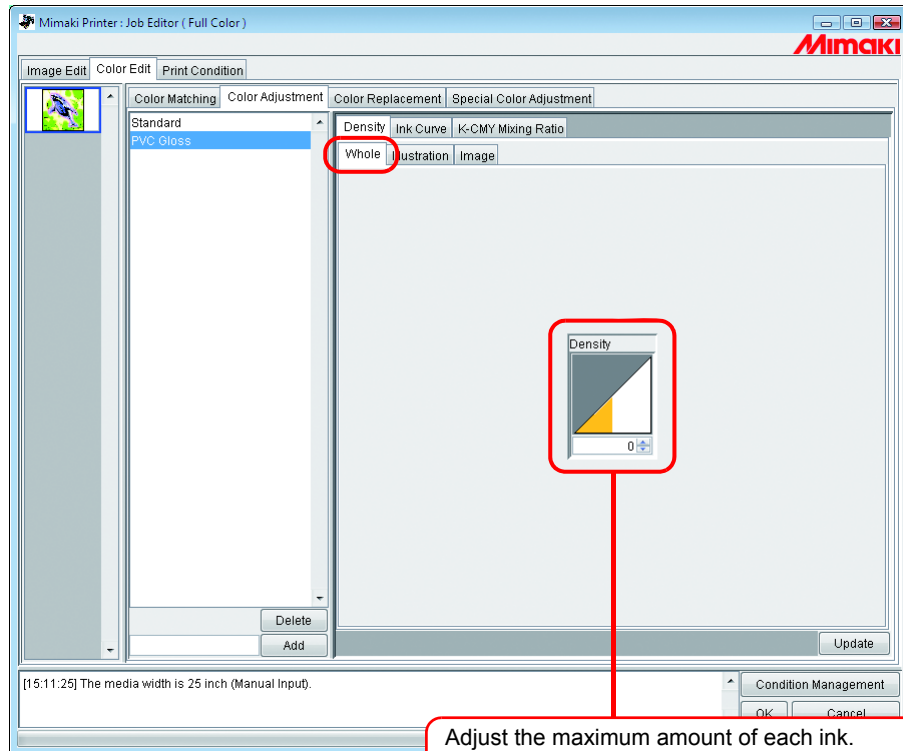 Mimaki Printer : Job Editor ( Full Color )
Mimaki
Image Edit Color Edit Print Condition
Color Matching Color Adjustment Color Replacement Special Color Adjustment
Standard
PVC Gloss
Density Ink Curve K-CMY Mixing Ratio
Whole Illustration Image
Density
0
Delete
Add
Update
[15:11:25] The media width is 25 inch (Manual Input).
Condition Management
OK Cancel
Adjust the maximum amount of each ink.